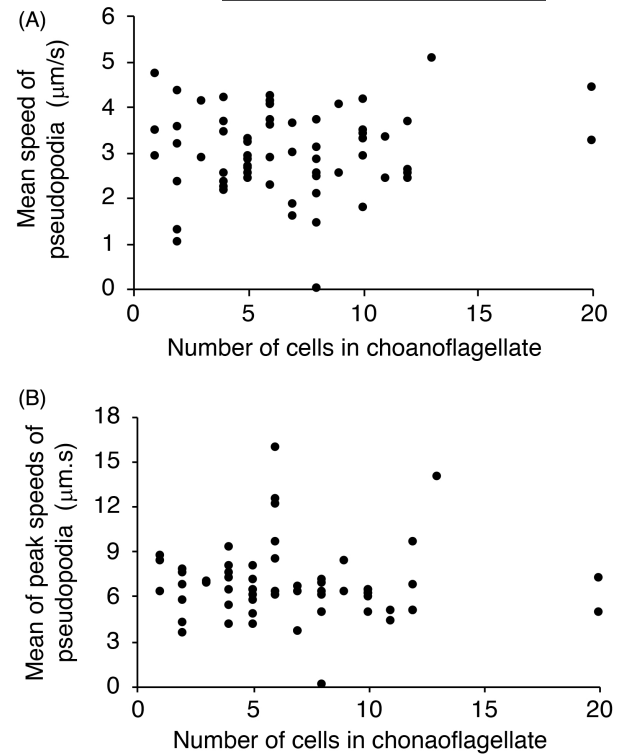 (A)
6
5
4
3
2
1
0
Mean speed of
pseudopodia (μm/s)
0 5 10 15 20
Number of cells in choanoflagellate
(B)
18
15
12
9
6
3
0
Mean of peak speeds of
pseudopodia (μm.s)
0 5 10 15 20
Number of cells in chonaoflagellate